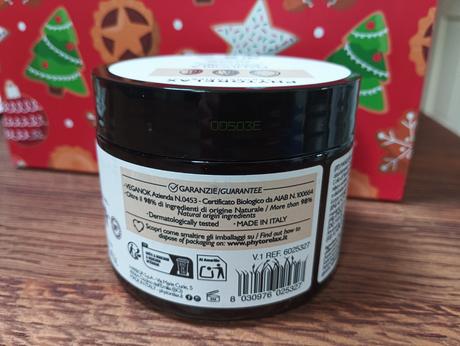 PHYTORELAX
00503E
GARANZIE/GUARANTEE
•VEGANOK Azienda N.0453 - Certificato Biologico da AIAB N.100664
•Oltre il 98% di ingredienti di origine Naturale / More than 98%
Natural origin ingredients
•Dermatologically tested • MADE IN ITALY
Scopri come smaltire gli imballaggi su / Find out how to
dispose of packaging on: www.phytorelax.it
V.1 REF. 6025327
8 030976 025327